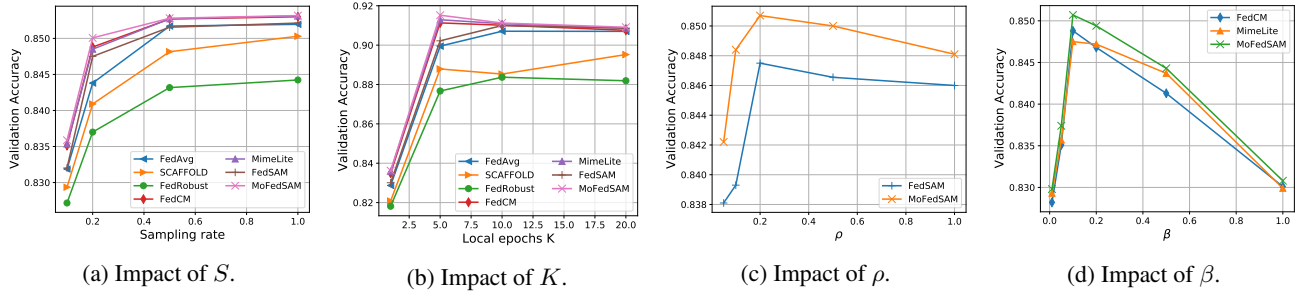 Validation Accuracy
0.850
0.845
0.840
0.835
0.830
0.2 0.4 0.6 0.8 1.0
Sampling rate
FedAvg
SCAFFOLD
FedRobust
FedCM
MimeLite
FedSAM
MoFedSAM
(a) Impact of S.
Validation Accuracy
0.92
0.90
0.88
0.86
0.84
0.82
2.5 5.0 7.5 10.0 12.5 15.0 17.5 20.0
Local epochs K
FedAvg
SCAFFOLD
FedRobust
FedCM
MimeLite
FedSAM
MoFedSAM
(b) Impact of K.
Validation Accuracy
0.850
0.848
0.846
0.844
0.842
0.840
0.838
0.2 0.4 0.6 0.8 1.0
ρ
FedSAM
MoFedSAM
(c) Impact of ρ.
Validation Accuracy
0.850
0.845
0.840
0.835
0.830
0.0 0.2 0.4 0.6 0.8 1.0
β
FedCM
MimeLite
MoFedSAM
(d) Impact of β.